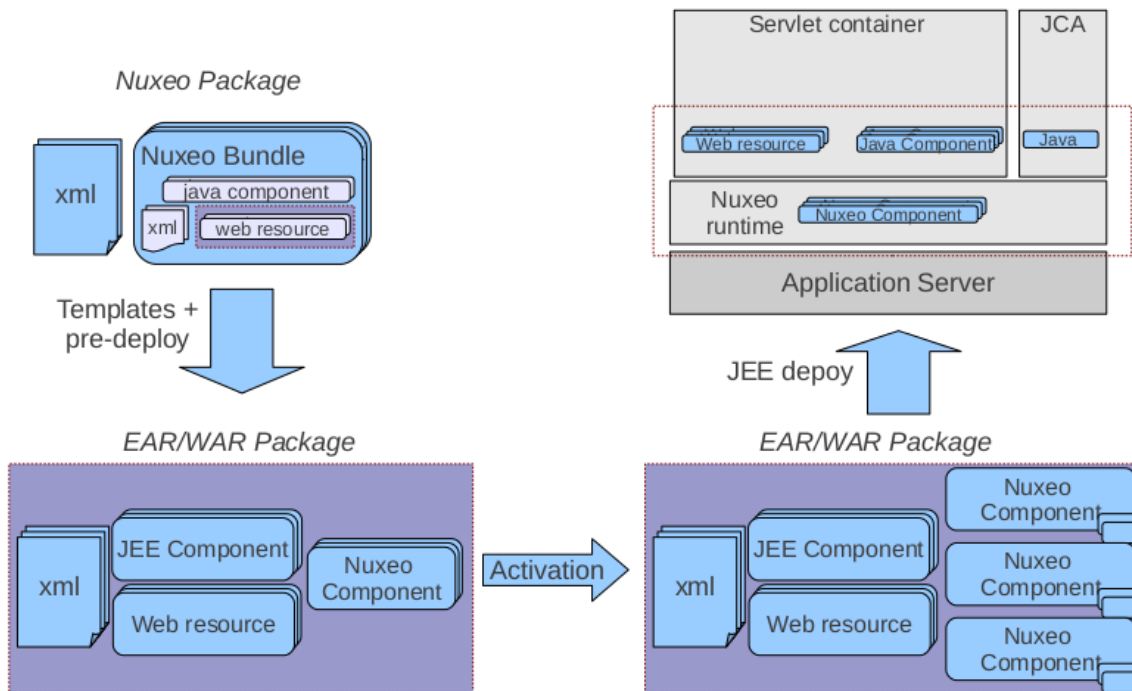 Nuxeo Package
xml
Nuxeo Bundle
java component
xml
web resource
Templates +
pre-deploy
EAR/WAR Package
xml
JEE Component
Web resource
Nuxeo
Component
Activation
Servlet container
JCA
Web resource
Java Component
Java
Nuxeo
runtime
Nuxeo Component
Application Server
JEE depoy
EAR/WAR Package
xml
JEE Component
Web resource
Nuxeo
Component
Nuxeo
Component
Nuxeo
Component